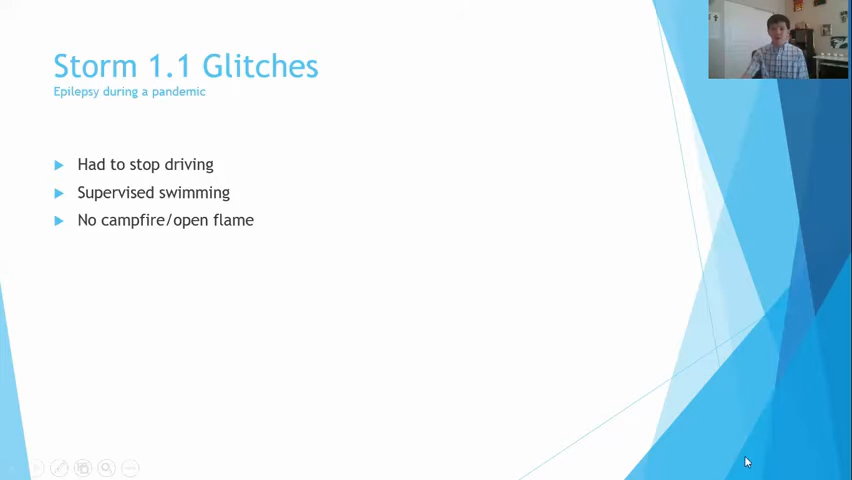 Storm 1.1 Glitches
Epilepsy during a pandemic
Had to stop driving
Supervised swimming
No campfire/open flame